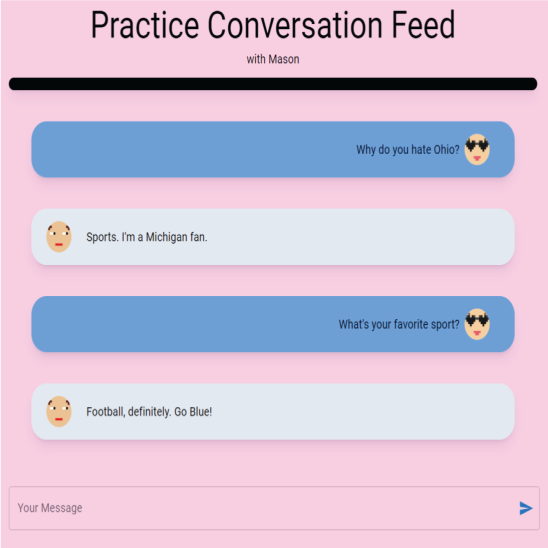 Practice Conversation Feed
with Mason
Why do you hate Ohio?
Sports. I'm a Michigan fan.
What's your favorite sport?
Football, definitely. Go Blue!
Your Message